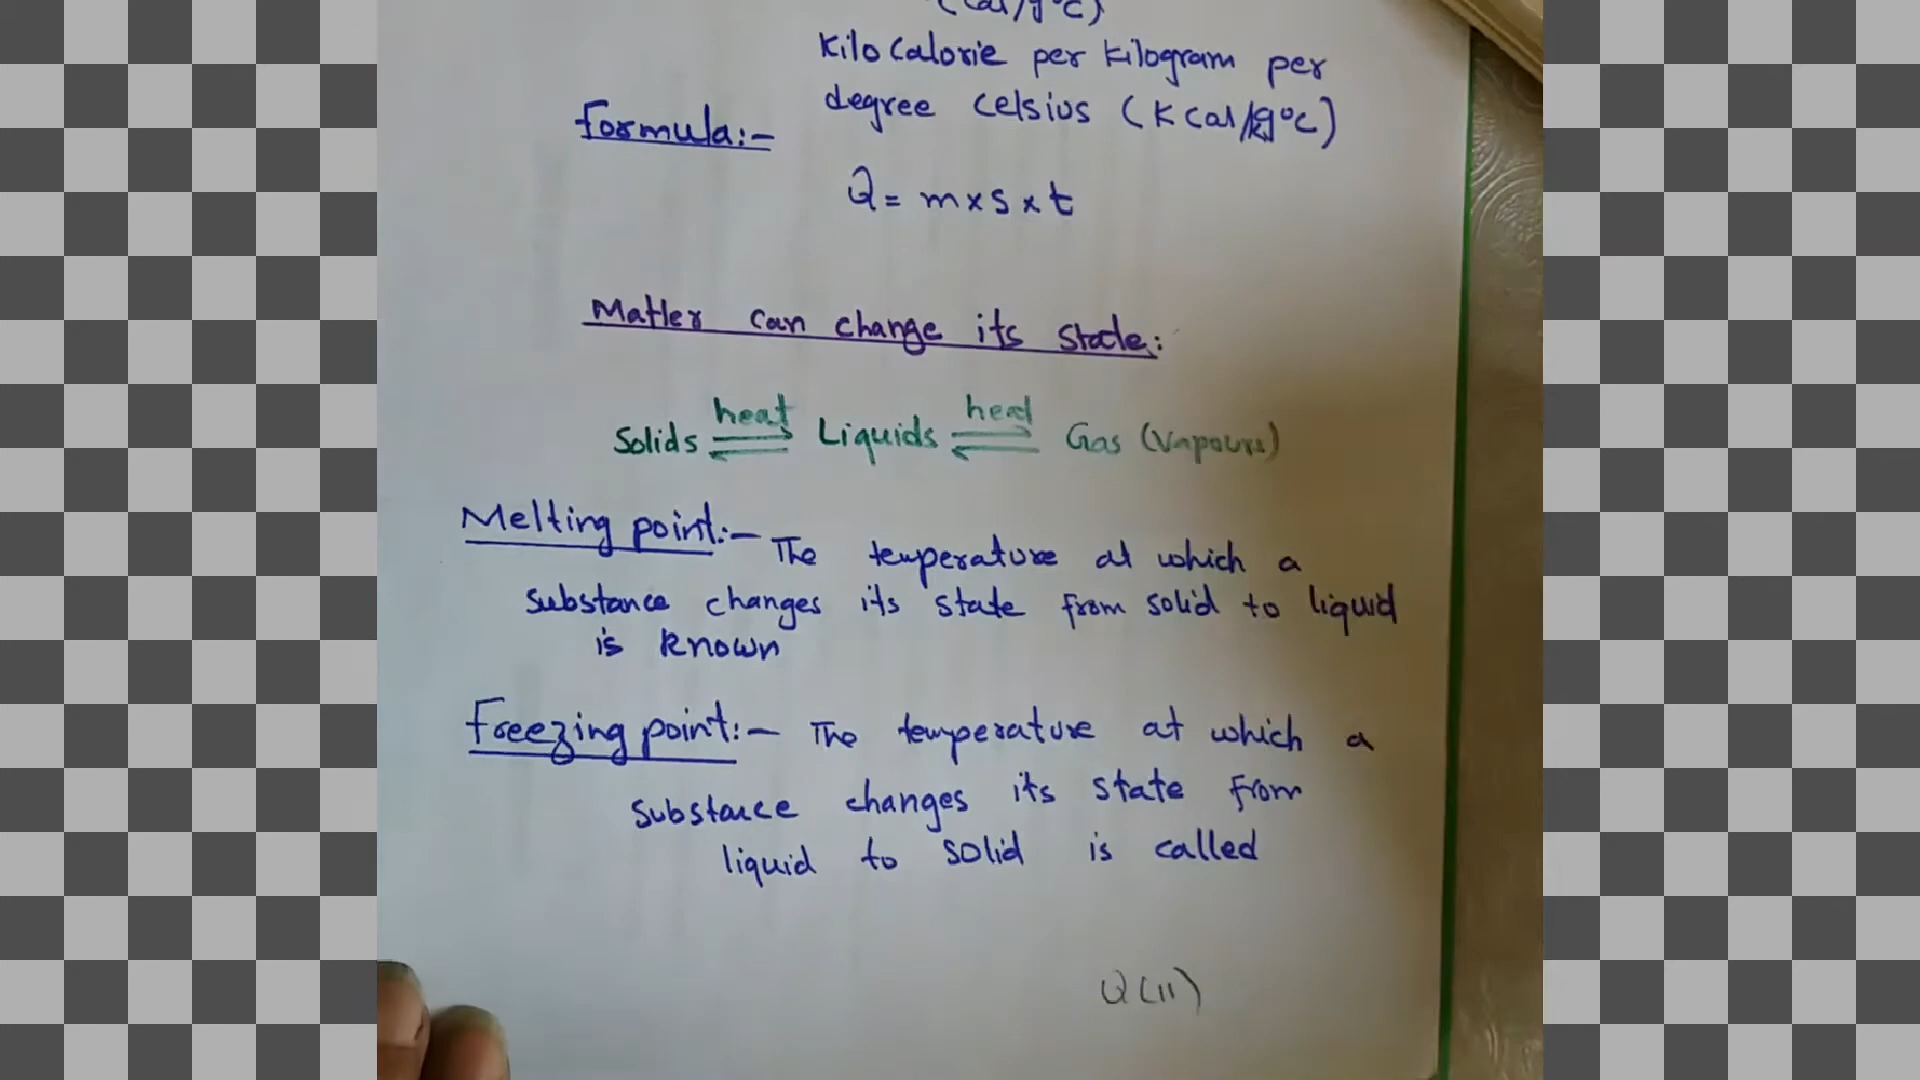 (Cal/g°C)
Kilo Calorie per kilogram per
degree celsius (K cal/kg°C)
Formula:-
Q = m x s x t
Matter can change its state:
Solids heat Liquids heat Gas (Vapours)
Melting point:- The temperature at which a
substance changes its state from solid to liquid
is known
Freezing point:- The temperature at which a
substance changes its state from
liquid to solid is called
Q(11)